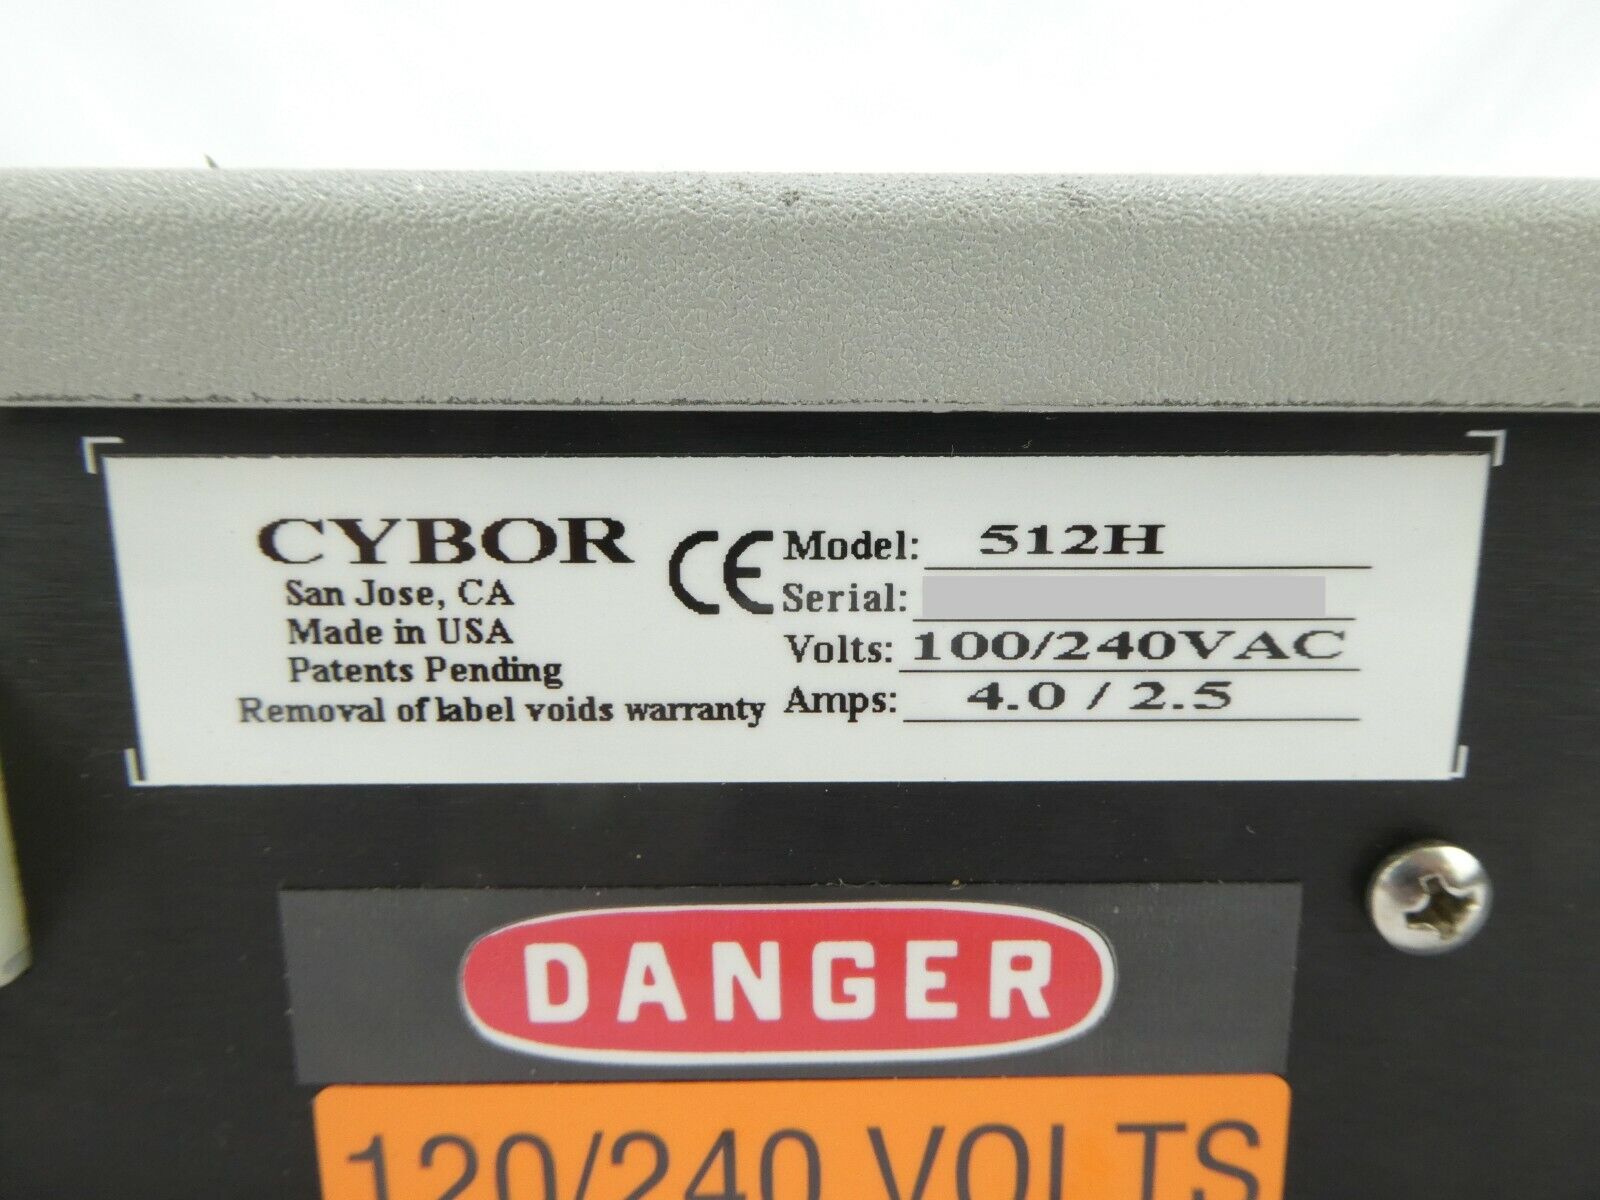 CYBOR
San Jose, CA
Made in USA
Patents Pending
Removal of label voids warranty
CE
Model: 512H
Serial:
Volts: 100/240VAC
Amps: 4.0 / 2.5
DANGER
120/240 VOLTS